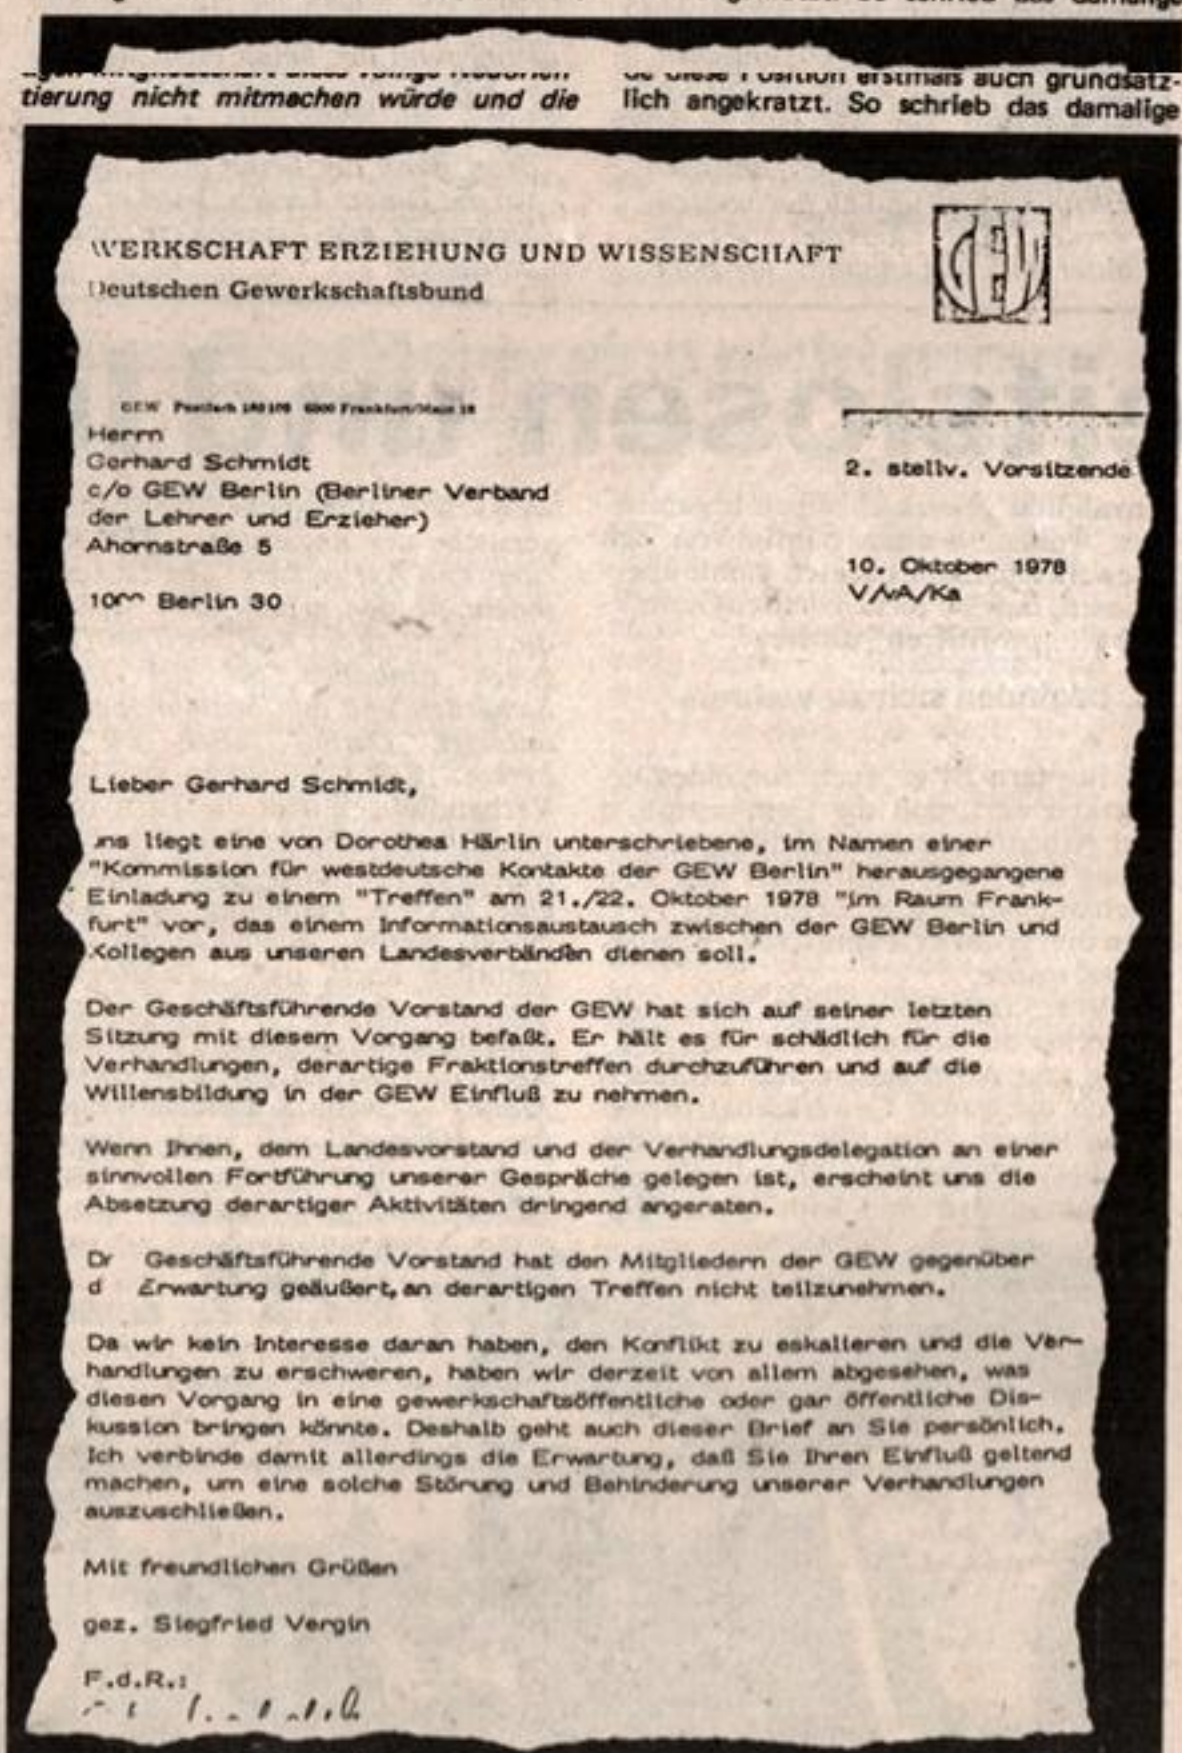 tierung nicht mitmachen würde und die
de diese Position erstmals auch grundsätz-
lich angekratzt. So schrieb das damalige
WERKSCHAFT ERZIEHUNG UND WISSENSCHAFT
Deutschen Gewerkschaftsbund
GEW
GEW Postfach 6000 Frankfurt/Main
Herrn
Gerhard Schmidt
c/o GEW Berlin (Berliner Verband
der Lehrer und Erzieher)
Ahornstraße 5
Berlin 30
2. stellv. Vorsitzende
10. Oktober 1978
V/vA/Ka
Lieber Gerhard Schmidt,
uns liegt eine von Dorothea Härlin unterschriebene, im Namen einer
"Kommission für westdeutsche Kontakte der GEW Berlin" herausgegangene
Einladung zu einem "Treffen" am 21./22. Oktober 1978 "im Raum Frank-
furt" vor, das einem Informationsaustausch zwischen der GEW Berlin und
Kollegen aus unseren Landesverbänden dienen soll.
Der Geschäftsführende Vorstand der GEW hat sich auf seiner letzten
Sitzung mit diesem Vorgang befaßt. Er hält es für schädlich für die
Verhandlungen, derartige Fraktionstreffen durchzuführen und auf die
Willensbildung in der GEW Einfluß zu nehmen.
Wenn Ihnen, dem Landesvorstand und der Verhandlungsdelegation an einer
sinnvollen Fortführung unserer Gespräche gelegen ist, erscheint uns die
Absetzung derartiger Aktivitäten dringend angeraten.
D r Geschäftsführende Vorstand hat den Mitgliedern der GEW gegenüber
d Erwartung geäußert, an derartigen Treffen nicht teilzunehmen.
Da wir kein Interesse daran haben, den Konflikt zu eskalieren und die Ver-
handlungen zu erschweren, haben wir derzeit von allem abgesehen, was
diesen Vorgang in eine gewerkschaftsöffentliche oder gar öffentliche Dis-
kussion bringen könnte. Deshalb geht auch dieser Brief an Sie persönlich.
Ich verbinde damit allerdings die Erwartung, daß Sie Ihren Einfluß geltend
machen, um eine solche Störung und Behinderung unserer Verhandlungen
auszuschließen.
Mit freundlichen Grüßen
gez. Siegfried Vergin
F.d.R.: